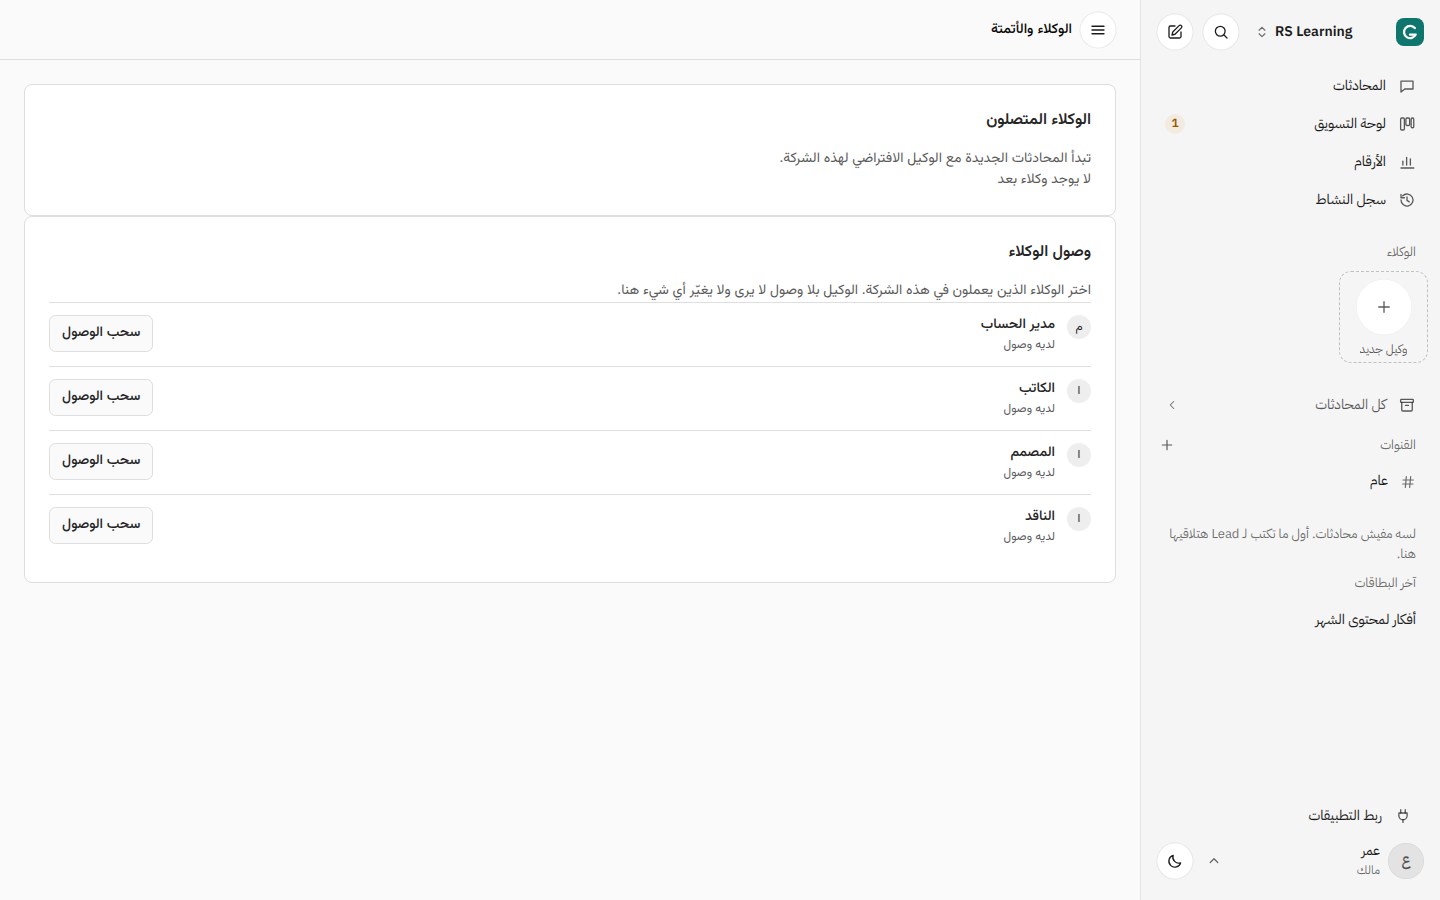 RS Learning
المحادثات
لوحة التسويق
1
الأرقام
سجل النشاط
الوكلاء
وكيل جديد
كل المحادثات
القنوات
عام
لسه مفيش محادثات. أول ما تكتب لـ Lead هتلاقيها
هنا.
آخر البطاقات
أفكار لمحتوى الشهر
ربط التطبيقات
ع
عمر
مالك
الوكلاء والأتمتة
الوكلاء المتصلون
تبدأ المحادثات الجديدة مع الوكيل الافتراضي لهذه الشركة.
لا يوجد وكلاء بعد
وصول الوكلاء
اختر الوكلاء الذين يعملون في هذه الشركة. الوكيل بلا وصول لا يرى ولا يغيّر أي شيء هنا.
م
مدير الحساب
لديه وصول
سحب الوصول
ا
الكاتب
لديه وصول
سحب الوصول
ا
المصمم
لديه وصول
سحب الوصول
ا
الناقد
لديه وصول
سحب الوصول